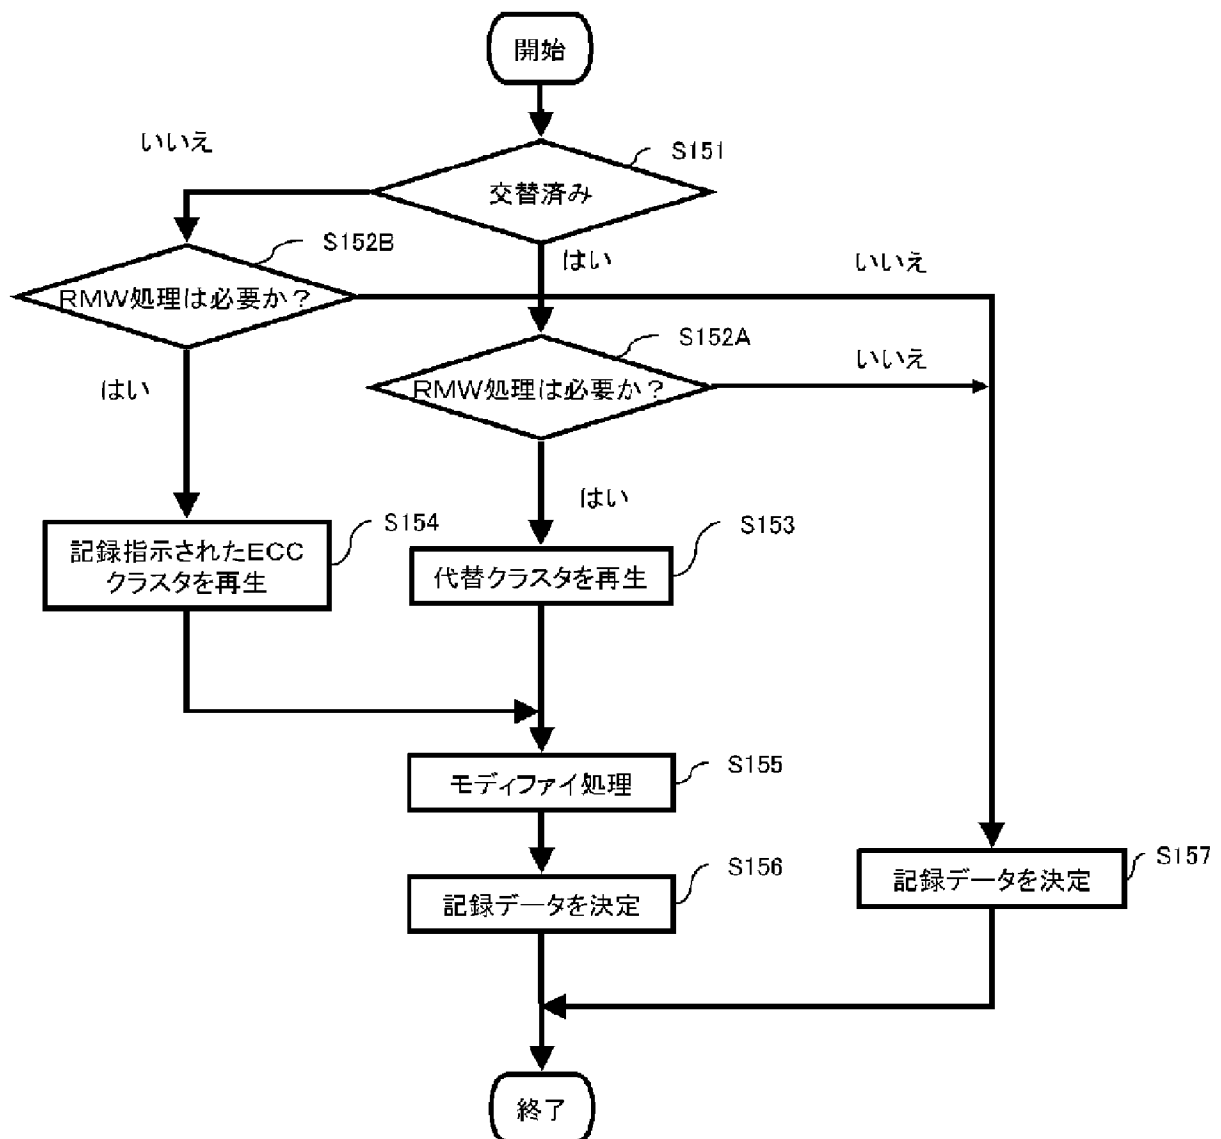 開始
いいえ
S151
交替済み
S152B
はい
いいえ
RMW処理は必要か？
S152A
いいえ
はい
RMW処理は必要か？
はい
S154
S153
記録指示されたECC
クラスタを再生
代替クラスタを再生
S155
モディファイ処理
S156
S157
記録データを決定
記録データを決定
終了